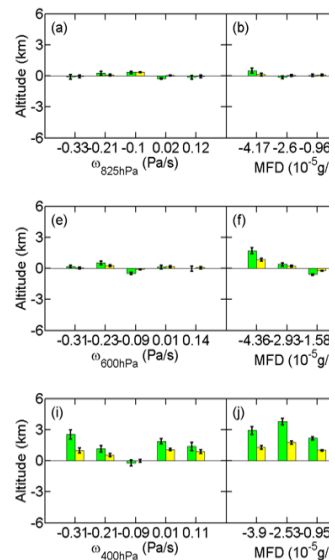 (a) (b)
Altitude (km)
6
3
0
-3
-6
-0.33 -0.21 -0.1 0.02 0.12 -4.17 -2.6 -0.96
ω825hPa (Pa/s) MFD (10-5g/
(e) (f)
Altitude (km)
6
3
0
-3
-6
-0.31 -0.23 -0.09 0.01 0.14 -4.36 -2.93 -1.58
ω600hPa (Pa/s) MFD (10-5g/
(i) (j)
Altitude (km)
6
3
0
-3
-6
-0.31 -0.21 -0.09 0.01 0.11 -3.9 -2.53 -0.95
ω400hPa (Pa/s) MFD (10-5g/